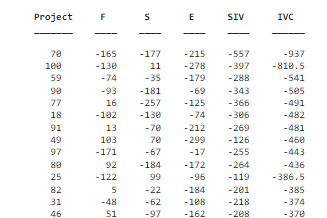 Project F S E SIV IVC
70 -165 -177 -215 -557 -937
100 -130 11 -278 -397 -810.5
59 -74 -35 -179 -288 -541
90 -93 -181 -69 -343 -505
77 16 -257 -125 -366 -491
18 -102 -130 -74 -306 -482
91 13 -70 -212 -269 -481
49 103 70 -299 -126 -460
97 -171 -67 -17 -255 -443
80 92 -184 -172 -264 -436
25 -122 99 -96 -119 -386.5
82 5 -22 -184 -201 -385
31 -48 -62 -108 -218 -374
46 51 -97 -162 -208 -370